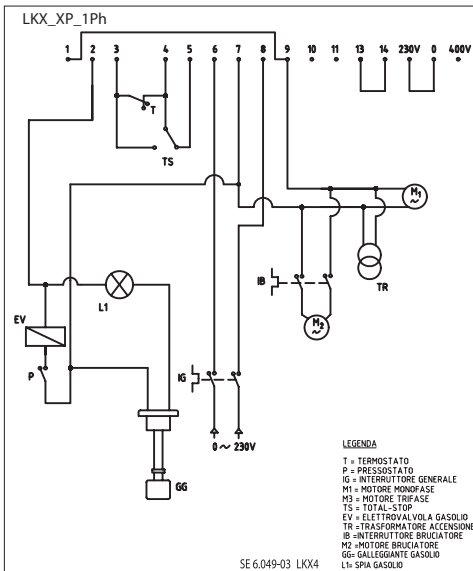 LKX_XP_1Ph
1 2 3 4 5 6 7 8 9 10 11 13 14 230V 0 400V
T
TS
M1
~
TR
IB
M2
~
L1
EV
P
IG
0 ~ 230V
GG
LEGENDA
T = TERMOSTATO
P = PRESSOSTATO
IG = INTERRUTTORE GENERALE
M1 = MOTORE MONOFASE
M3 = MOTORE TRIFASE
TS = TOTAL-STOP
EV = ELETTROVALVOLA GASOLIO
TR =TRASFORMATORE ACCENSIONE
IB =INTERRUTTORE BRUCIATORE
M2 =MOTORE BRUCIATORE
GG= GALLEGGIANTE GASOLIO
L1= SPIA GASOLIO
SE 6.049-03 LKX4